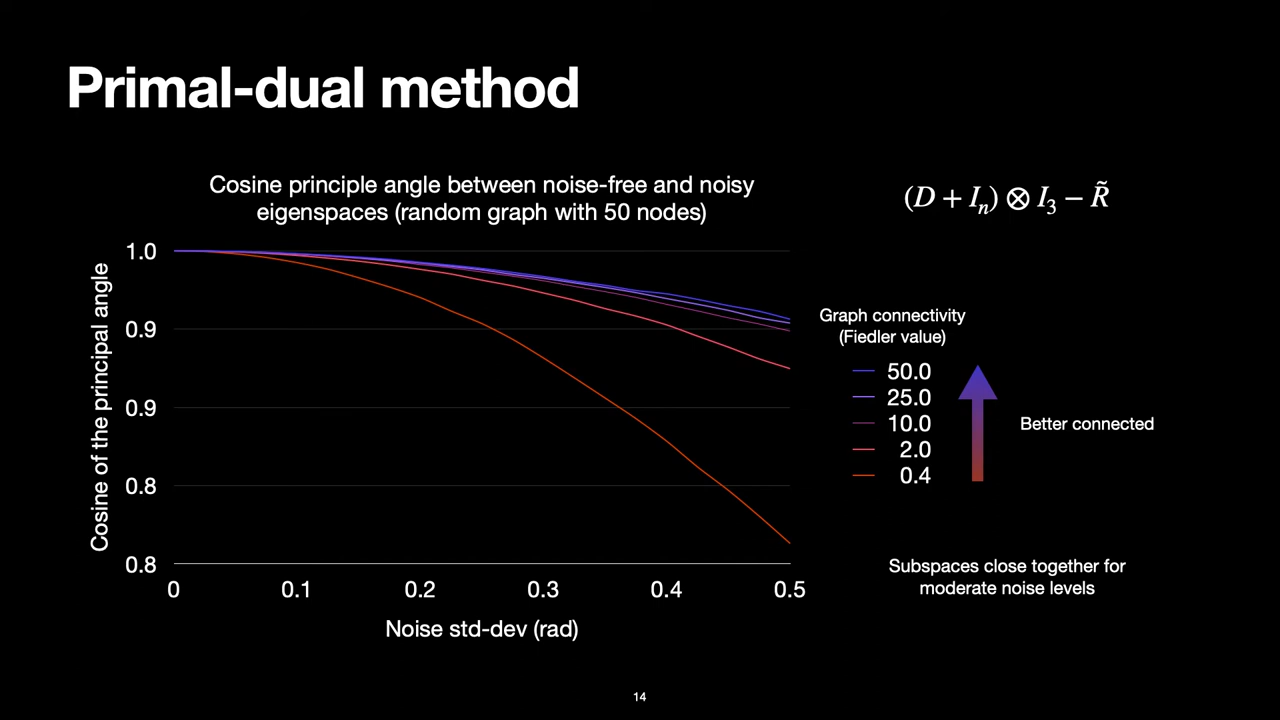 Primal-dual method
Cosine principle angle between noise-free and noisy
eigenspaces (random graph with 50 nodes)
(D + Iₙ) ⊗ I₃ − R̃
Cosine of the principal angle
1.0
0.9
0.9
0.8
0.8
0
0.1
0.2
0.3
0.4
0.5
Noise std-dev (rad)
Graph connectivity
(Fiedler value)
50.0
25.0
10.0
2.0
0.4
Better connected
Subspaces close together for
moderate noise levels
14